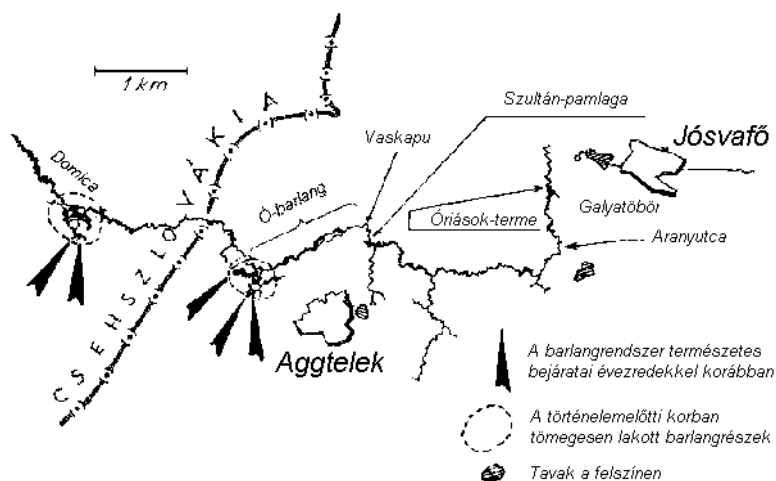 1 km
CSEHSZLOVÁKIA
Domica
Ó-barlang
Vaskapu
Szultán-pamlaga
Óriások-terme
Jósvafő
Galyatöbör
Aranyutca
Aggtelek
A barlangrendszer természetes
bejáratai évezredekkel korábban
A történelemelőtti korban
tömegesen lakott barlangrészek
Tavak a felszínen